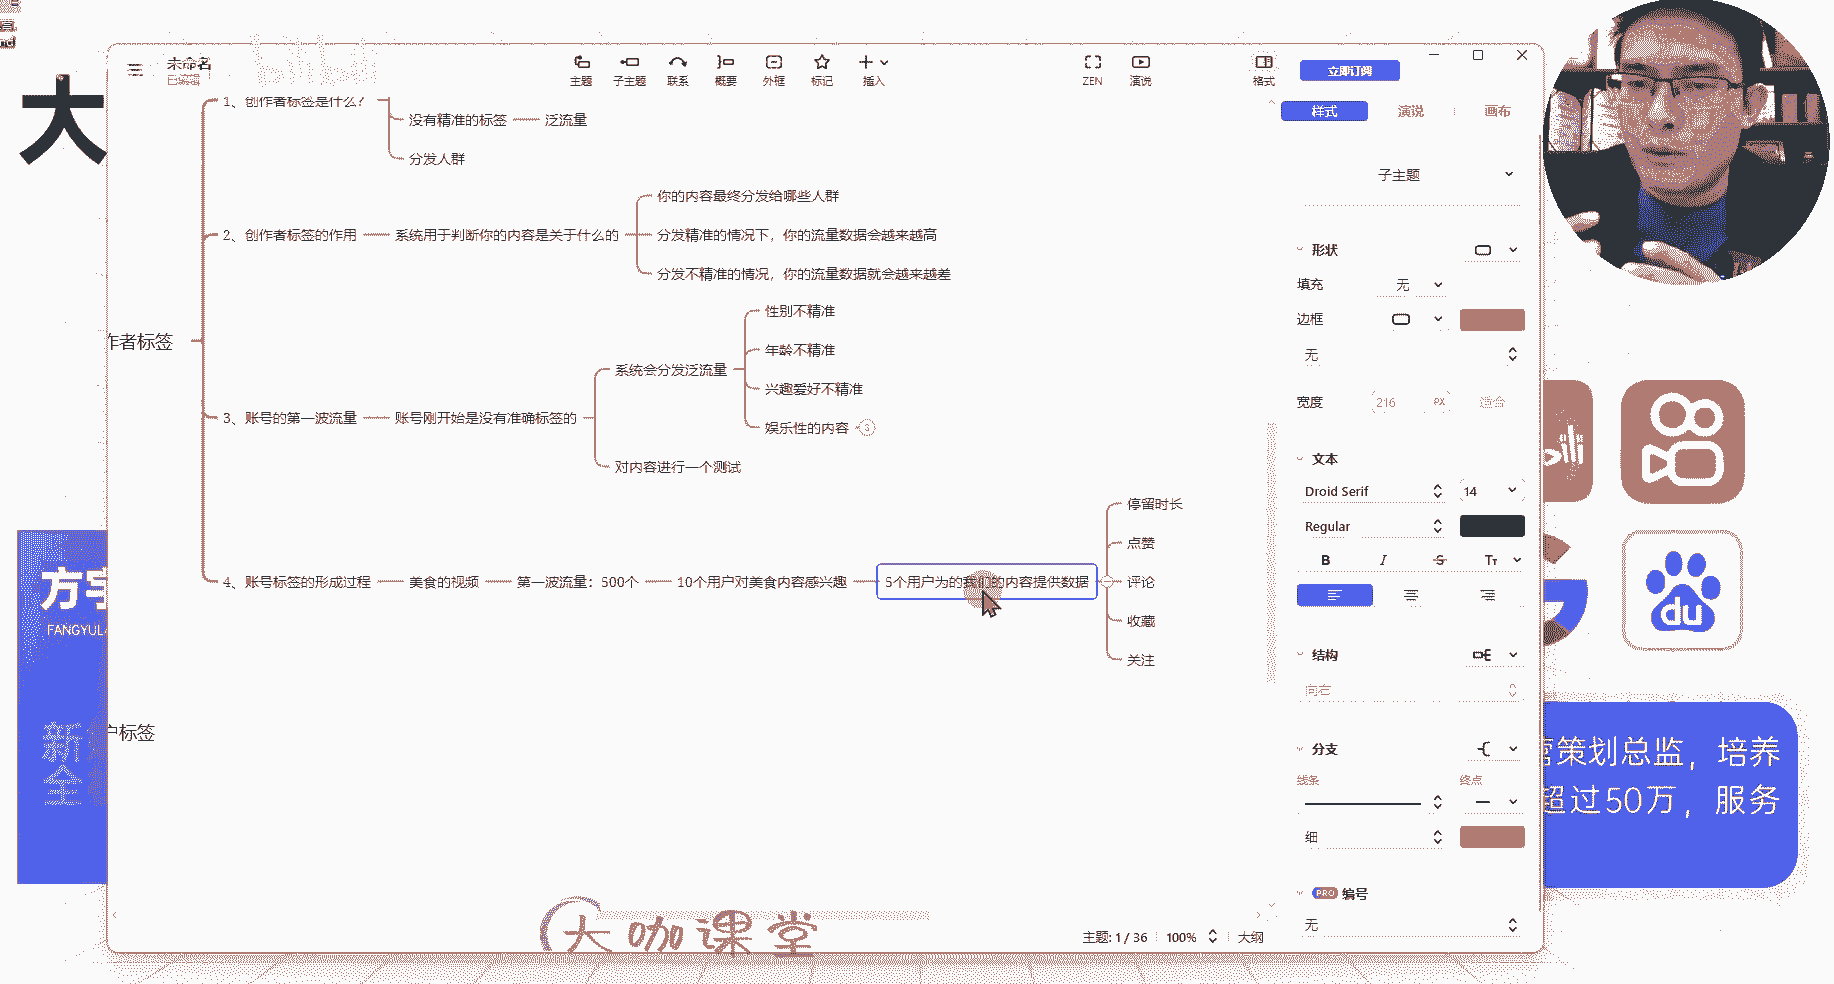 未命名
已编辑
主题
子主题
联系
概要
外框
标记
插入
ZEN
演说
格式
立即订阅
大
样式
演说
画布
1、创作者标签是什么？
没有精准的标签
泛流量
分发人群
子主题
你的内容最终分发给哪些人群
2、创作者标签的作用
系统用于判断你的内容是关于什么的
分发精准的情况下，你的流量数据会越来越高
分发不精准的情况，你的流量数据就会越来越差
形状
填充
无
边框
无
性别不精准
作者标签
年龄不精准
系统会分发泛流量
兴趣爱好不精准
宽度
216
PX
适合
3、账号的第一波流量
账号刚开始是没有准确标签的
娱乐性的内容
3
对内容进行一个测试
文本
Droid Serif
14
Regular
B
I
S
Tт
停留时长
点赞
4、账号标签的形成过程
美食的视频
第一波流量：500个
10个用户对美食内容感兴趣
5个用户为的我们的内容提供数据
评论
收藏
关注
方宇
FANGYUL
du
结构
向右
户标签
新
全
分支
线条
终点
细
营策划总监，培养
超过50万，服务
PRO
编号
无
大咖课堂
主题: 1 / 36
100%
大纲